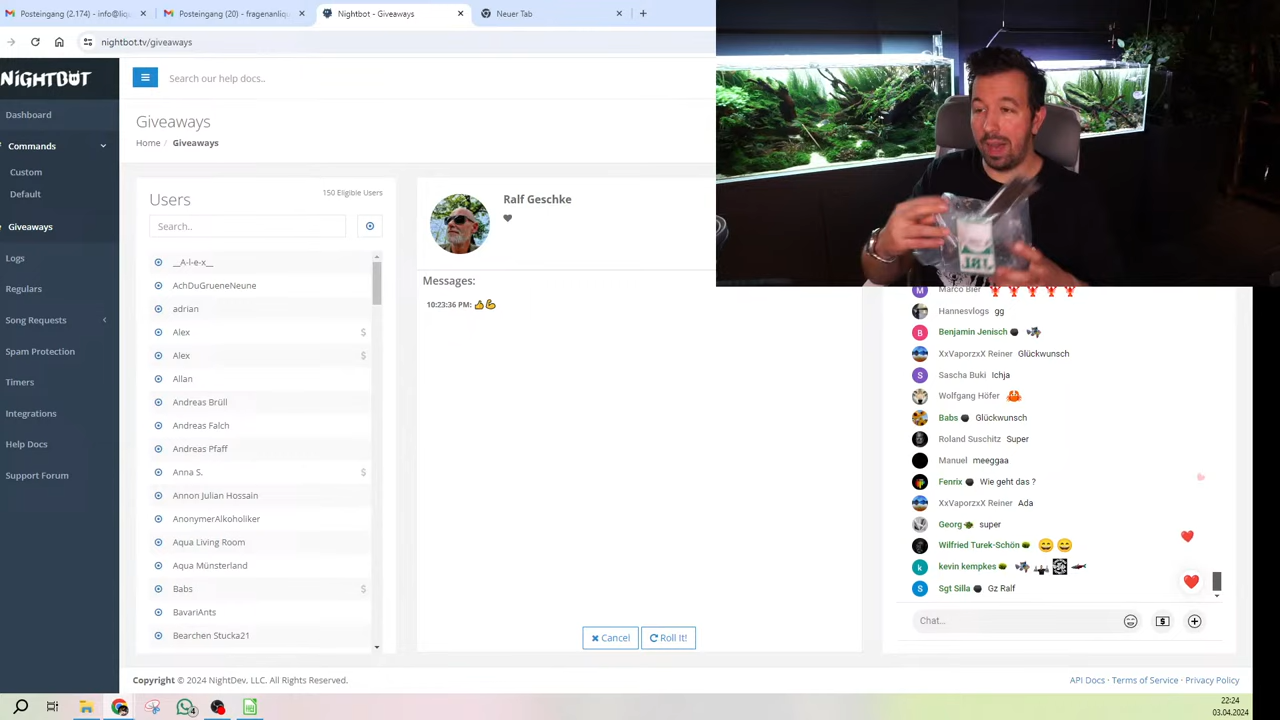 Posteingang (2.174) - info@liqu
Posteingang (20) - fragenanliqu
Nightbot - Giveaways
Neuer Tab
nightbot.tv/giveaways
NiGHTBOT
Search our help docs..
Dashboard
Commands
Custom
Default
Giveaways
Logs
Regulars
Song Requests
Spam Protection
Timers
Integrations
Help Docs
Support Forum
Giveaways
Home / Giveaways
Users
150 Eligible Users
Search..
__A-l-e-x__
AchDuGrueneNeune
adrian
Alex $
Alex $
Allan
Andreas Brüll
Andreas Falch
Andreas Pfaff
Anna S. $
Annon Julian Hossain
AnonymerAlkoholiker
Aqua Living Room
Aqua Münsterland
Babs $
BavariAnts
Bearchen Stucka21
Ralf Geschke
Messages:
10:23:36 PM: 👍💪
Cancel
Roll It!
JBL
Marco Bier 🦞🦞🦞🦞🦞
Hannesvlogs gg
Benjamin Jenisch
XxVaporzxX Reiner Glückwunsch
Sascha Buki Ichja
Wolfgang Höfer 🦀
Babs Glückwunsch
Roland Suschitz Super
Manuel meeggaa
Fenrix Wie geht das ?
XxVaporzxX Reiner Ada
Georg super
Wilfried Turek-Schön 😄😄
kevin kempkes
Sgt Silla Gz Ralf
Chat...
Copyright © 2024 NightDev, LLC. All Rights Reserved.
API Docs - Terms of Service - Privacy Policy
22:24
03.04.2024